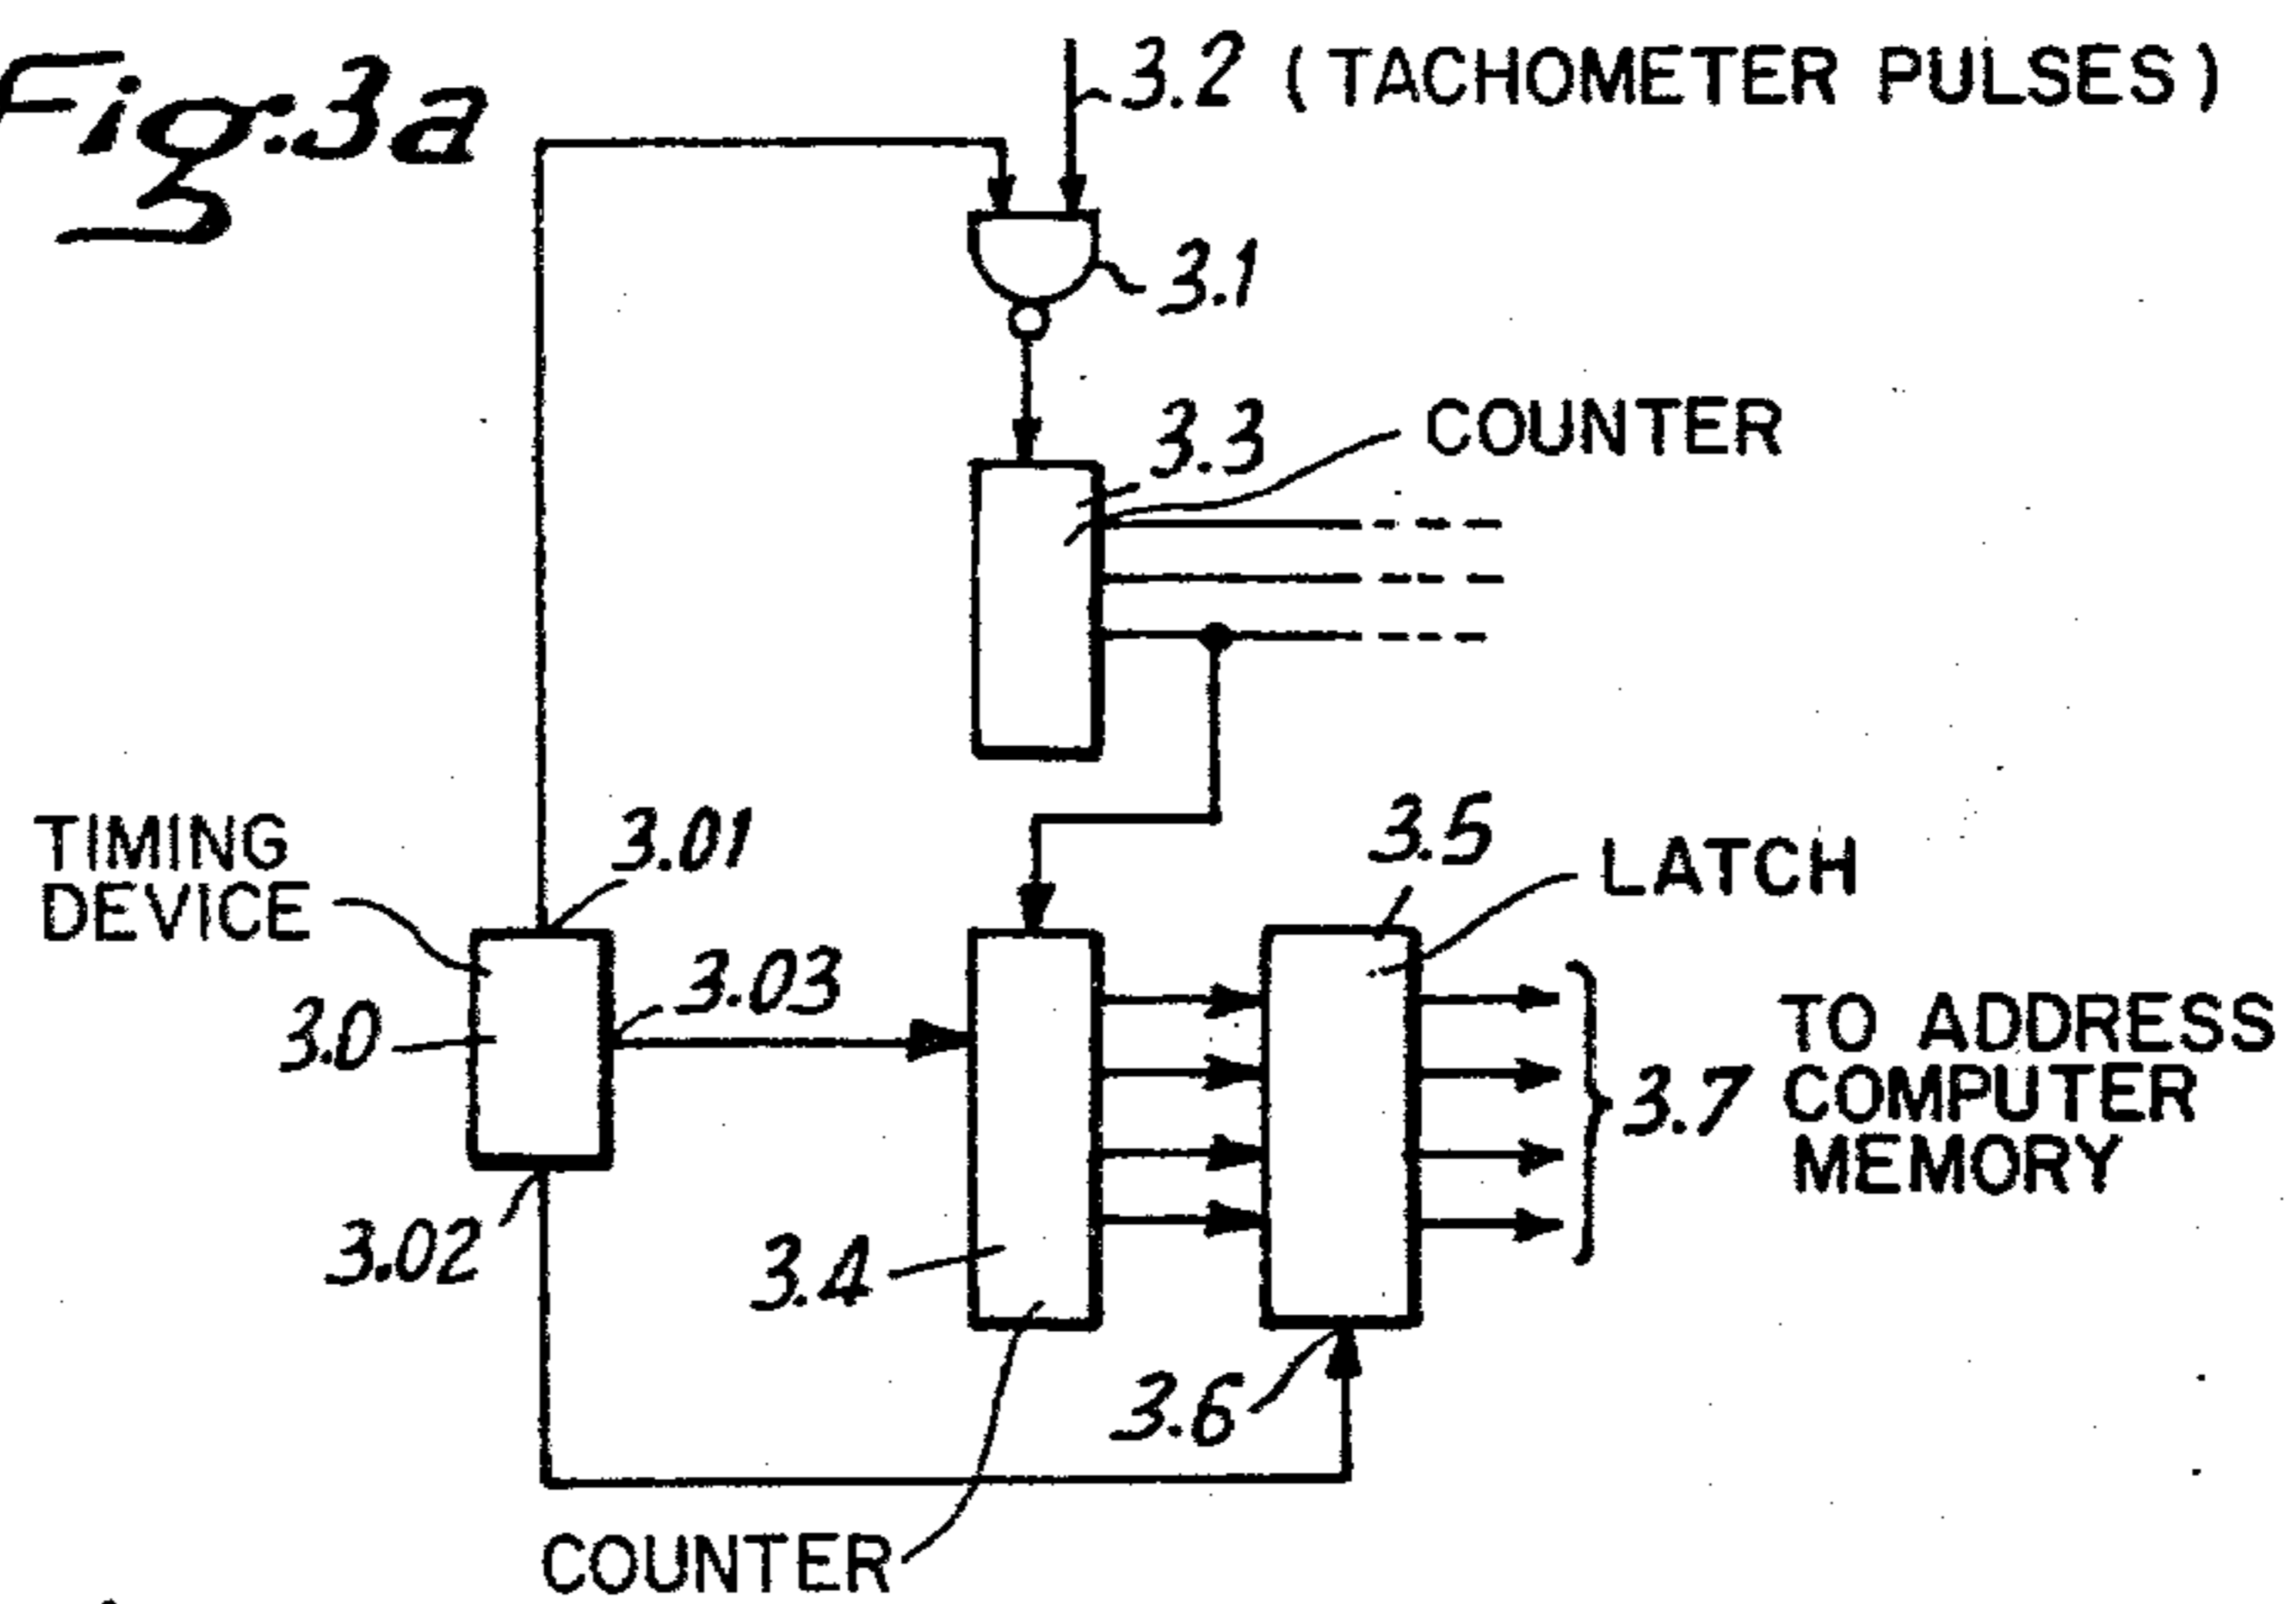 Fig. 3a
3.2 (TACHOMETER PULSES)
3.1
3.3
COUNTER
TIMING
DEVICE
3.01
3.5
LATCH
3.0
3.03
3.7
TO ADDRESS
COMPUTER
MEMORY
3.02
3.4
3.6
COUNTER